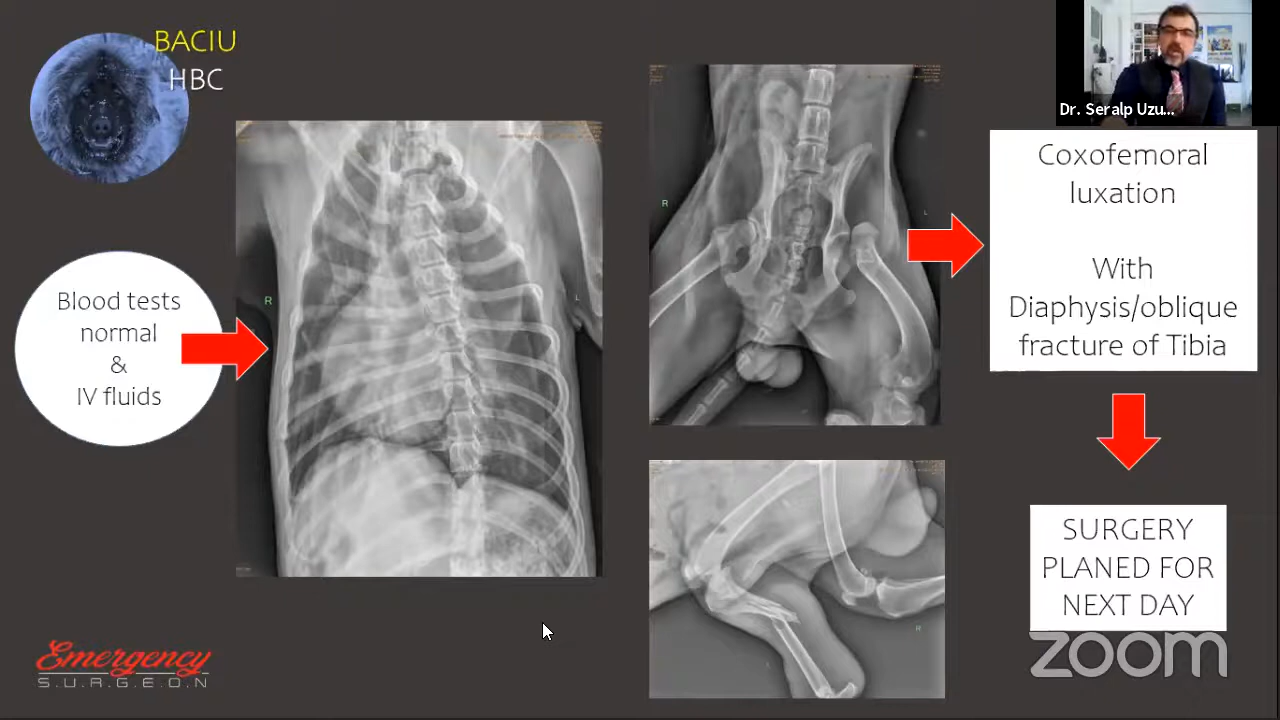 BACIU
HBC
Dr. Seralp Uzu...
Blood tests
normal
&
IV fluids
R
L
R
L
Coxofemoral
luxation
With
Diaphysis/oblique
fracture of Tibia
R
SURGERY
PLANED FOR
NEXT DAY
zoom
Emergency
S.U.R.G.E.O.N